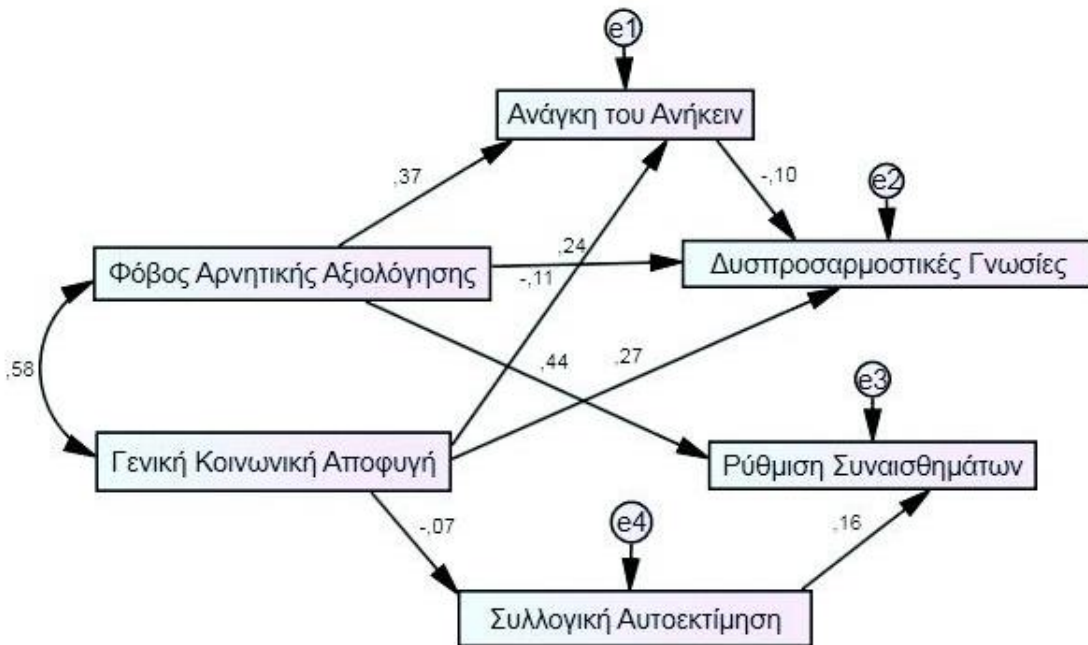 e1
Ανάγκη του Ανήκειν
,37
-,10
e2
Φόβος Αρνητικής Αξιολόγησης
,24
-,11
Δυσπροσαρμοστικές Γνωσίες
,58
,44
,27
e3
Γενική Κοινωνική Αποφυγή
Ρύθμιση Συναισθημάτων
-,07
e4
,16
Συλλογική Αυτοεκτίμηση